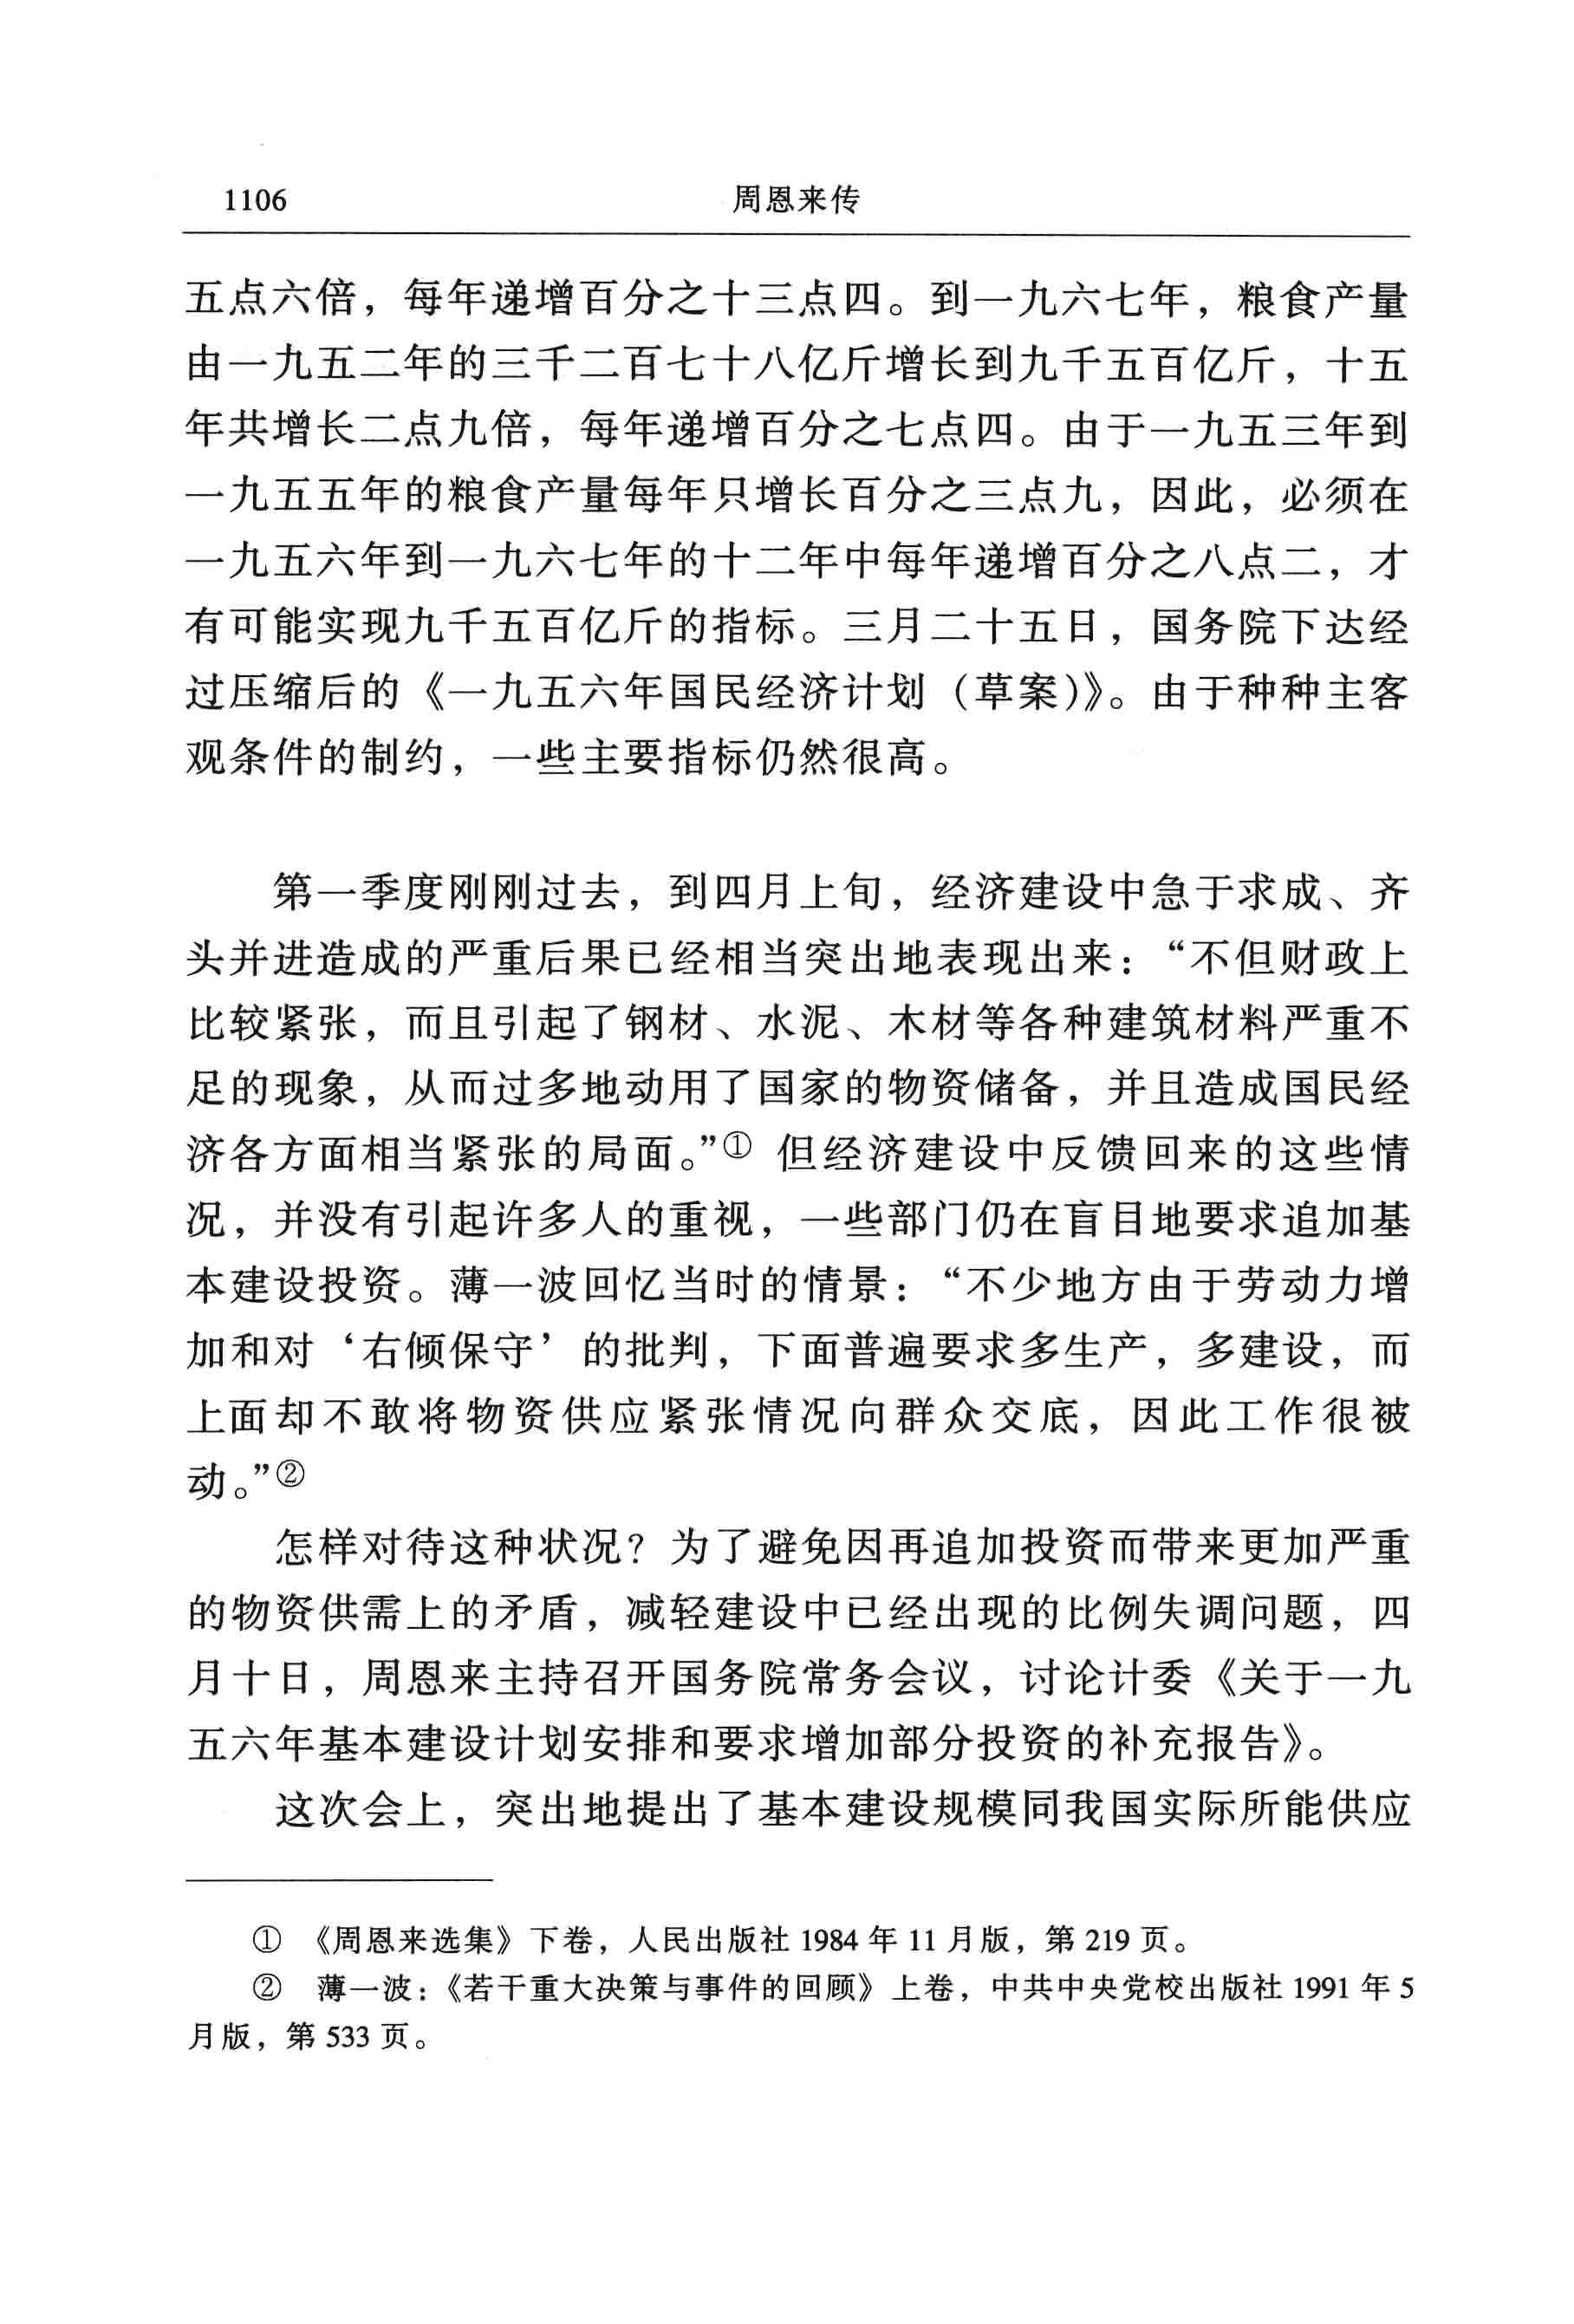 1106
周恩来传
五点六倍，每年递增百分之十三点四。到一九六七年，粮食产量
由一九五二年的三千二百七十八亿斤增长到九千五百亿斤，十五
年共增长二点九倍，每年递增百分之七点四。由于一九五三年到
一九五五年的粮食产量每年只增长百分之三点九，因此，必须在
一九五六年到一九六七年的十二年中每年递增百分之八点二，才
有可能实现九千五百亿斤的指标。三月二十五日，国务院下达经
过压缩后的《一九五六年国民经济计划（草案）》。由于种种主客
观条件的制约，一些主要指标仍然很高。
第一季度刚刚过去，到四月上旬，经济建设中急于求成、齐
头并进造成的严重后果已经相当突出地表现出来：“不但财政上
比较紧张，而且引起了钢材、水泥、木材等各种建筑材料严重不
足的现象，从而过多地动用了国家的物资储备，并且造成国民经
济各方面相当紧张的局面。”① 但经济建设中反馈回来的这些情
况，并没有引起许多人的重视，一些部门仍在盲目地要求追加基
本建设投资。薄一波回忆当时的情景：“不少地方由于劳动力增
加和对‘右倾保守’的批判，下面普遍要求多生产，多建设，而
上面却不敢将物资供应紧张情况向群众交底，因此工作很被
动。”②
怎样对待这种状况？为了避免因再追加投资而带来更加严重
的物资供需上的矛盾，减轻建设中已经出现的比例失调问题，四
月十日，周恩来主持召开国务院常务会议，讨论计委《关于一九
五六年基本建设计划安排和要求增加部分投资的补充报告》。
这次会上，突出地提出了基本建设规模同我国实际所能供应
① 《周恩来选集》下卷，人民出版社 1984 年 11 月版，第 219 页。
② 薄一波：《若干重大决策与事件的回顾》上卷，中共中央党校出版社 1991 年 5
月版，第 533 页。